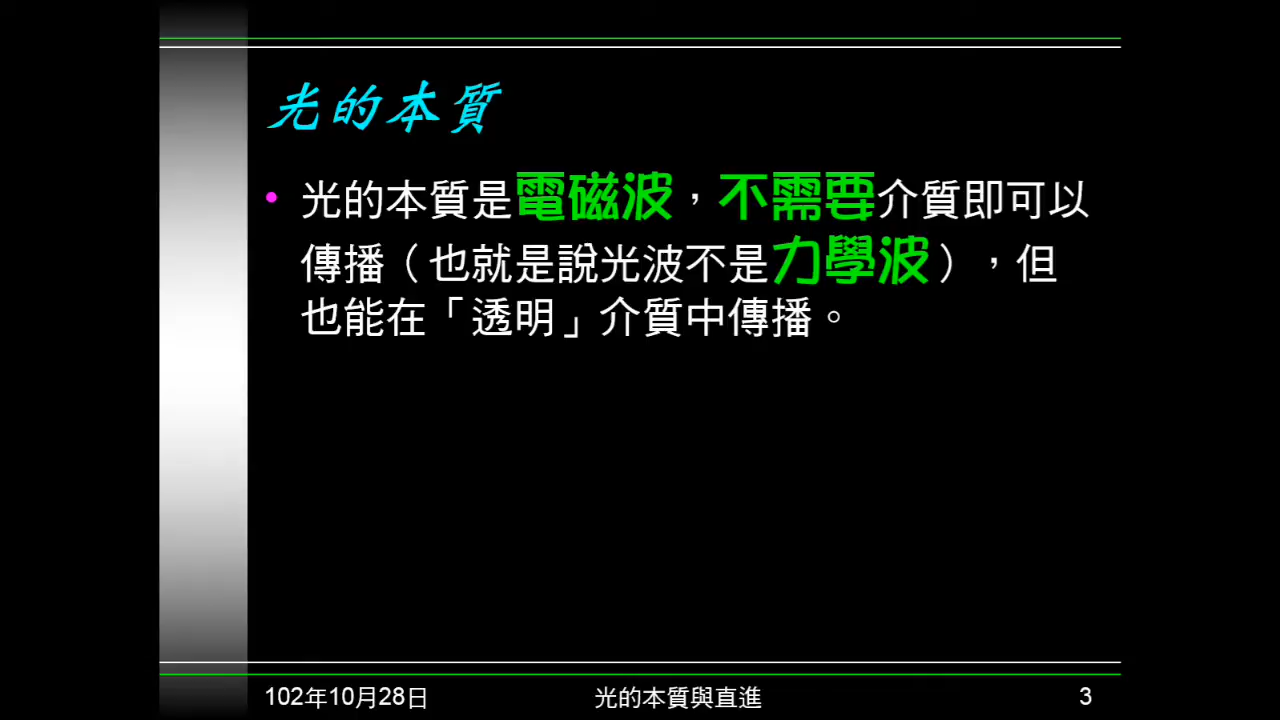 光的本質
• 光的本質是電磁波，不需要介質即可以
傳播（也就是說光波不是力學波），但
也能在「透明」介質中傳播。
102年10月28日
光的本質與直進
3